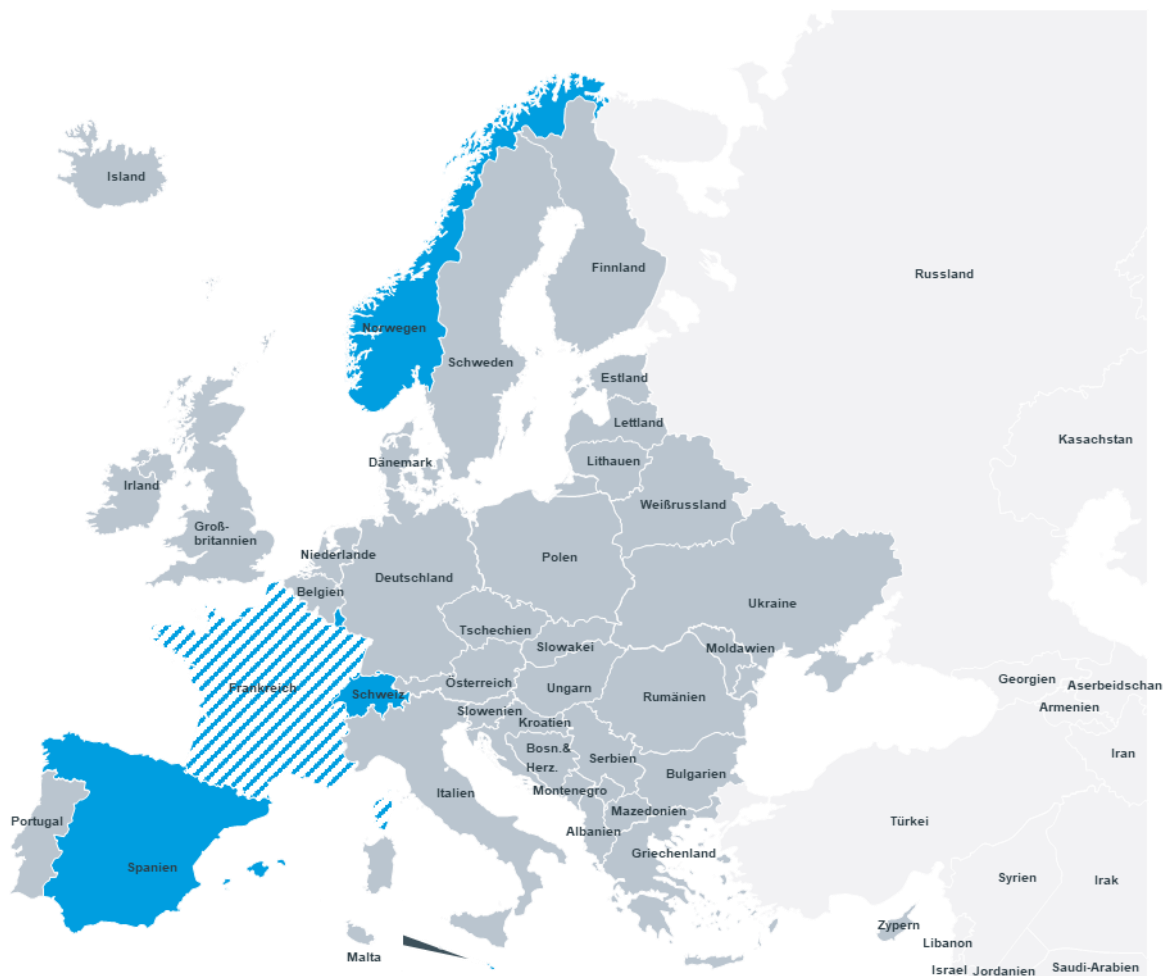 Island
Finnland
Russland
Norwegen
Schweden
Estland
Lettland
Kasachstan
Dänemark
Lithauen
Irland
Weißrussland
Groß-
britannien
Niederlande
Polen
Deutschland
Belgien
Ukraine
Tschechien
Slowakei
Moldawien
Georgien
Aserbeidschan
Österreich
Frankreich
Schweiz
Ungarn
Rumänien
Armenien
Slowenien
Kroatien
Bosn.&
Herz.
Serbien
Iran
Bulgarien
Montenegro
Italien
Mazedonien
Portugal
Albanien
Türkei
Griechenland
Spanien
Syrien
Irak
Zypern
Libanon
Malta
Israel
Jordanien
Saudi-Arabien